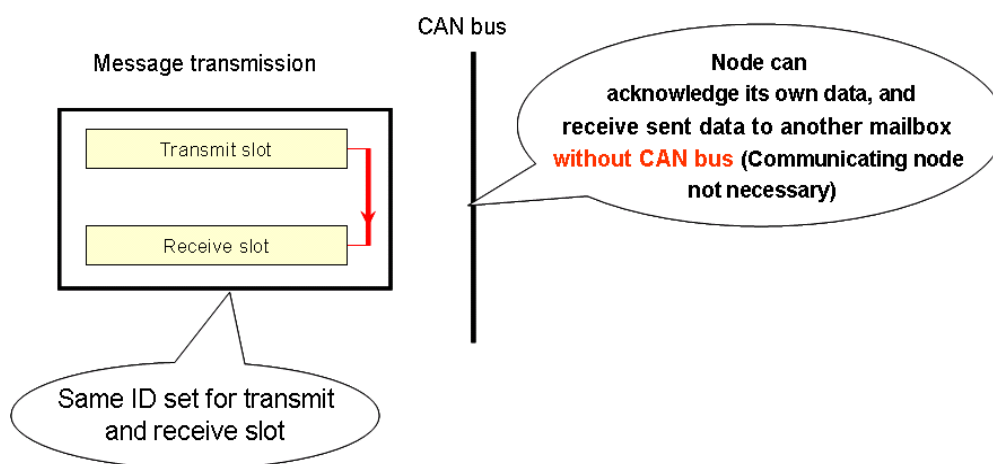 CAN bus
Message transmission
Node can
acknowledge its own data, and
receive sent data to another mailbox
without CAN bus (Communicating node
not necessary)
Transmit slot
Receive slot
Same ID set for transmit
and receive slot